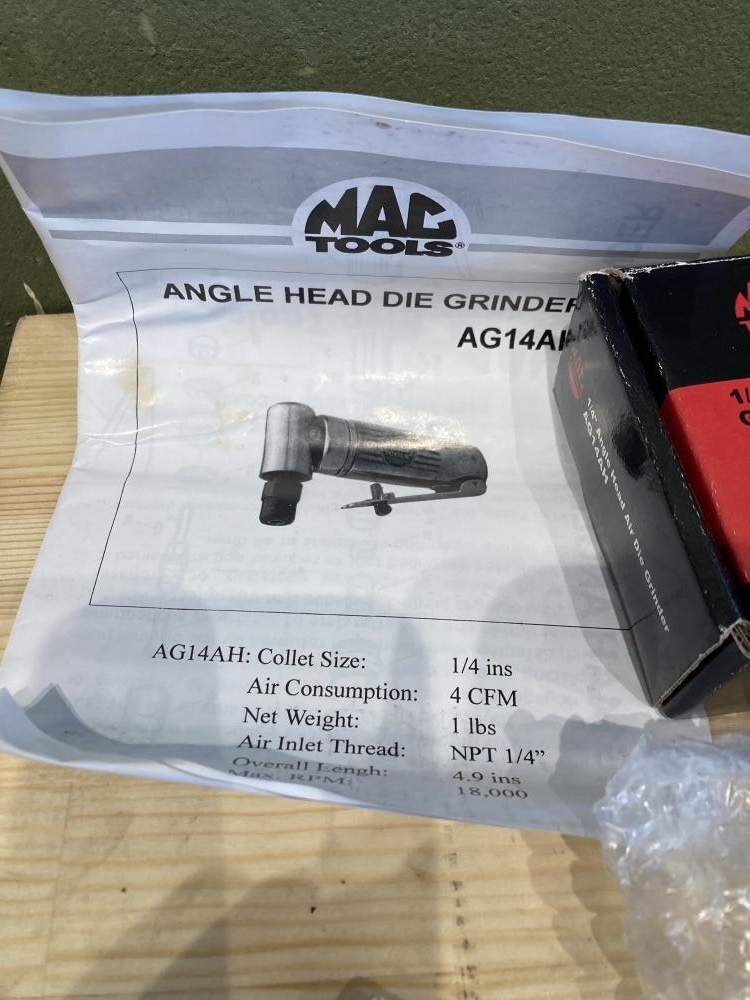 MAC
TOOLS®
ANGLE HEAD DIE GRINDER
AG14AH
AG14AH: Collet Size: 1/4 ins
Air Consumption: 4 CFM
Net Weight: 1 lbs
Air Inlet Thread: NPT 1/4”
Overall Lengh: 4.9 ins
Max. RPM: 18,000
1/4" Angle Head Air Die Grinder
AG14AH
MAC